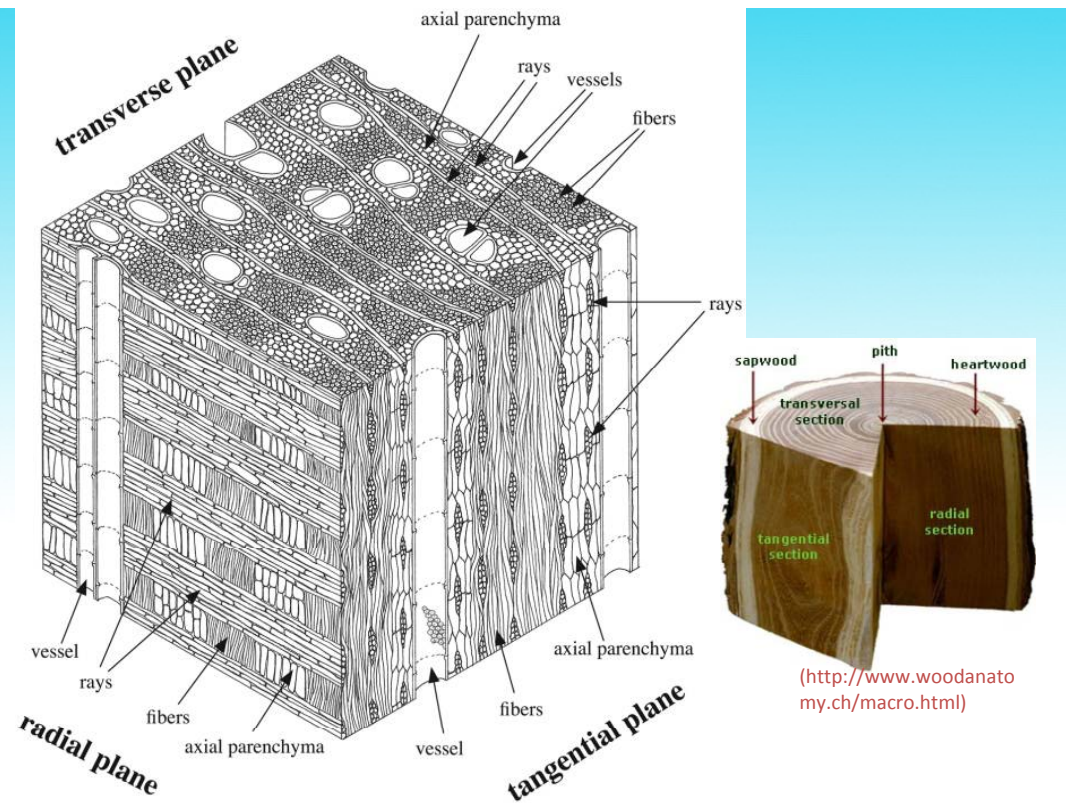 axial parenchyma
rays
vessels
fibers
transverse plane
rays
vessel
rays
fibers
axial parenchyma
radial plane
vessel
fibers
axial parenchyma
tangential plane
sapwood
pith
heartwood
transversal
section
tangential
section
radial
section
(http://www.woodanato
my.ch/macro.html)